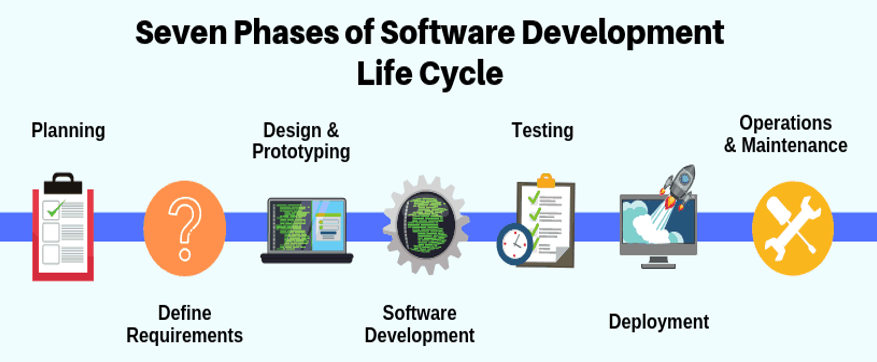 Seven Phases of Software Development
Life Cycle
Planning
Define
Requirements
Design &
Prototyping
Software
Development
Testing
Deployment
Operations
& Maintenance